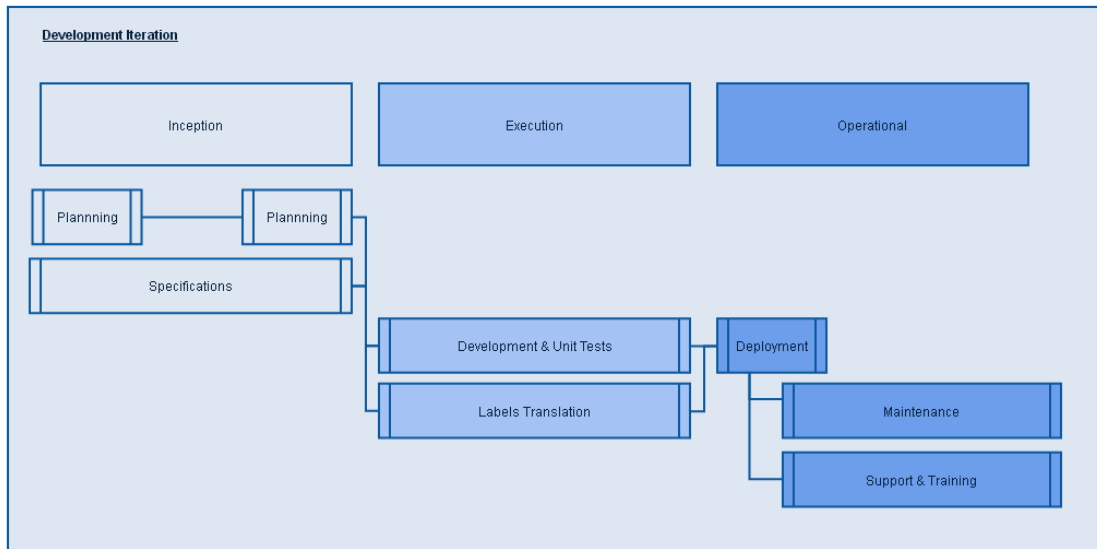 Development Iteration
Inception
Execution
Operational
Plannning
Plannning
Specifications
Development & Unit Tests
Deployment
Labels Translation
Maintenance
Support & Training